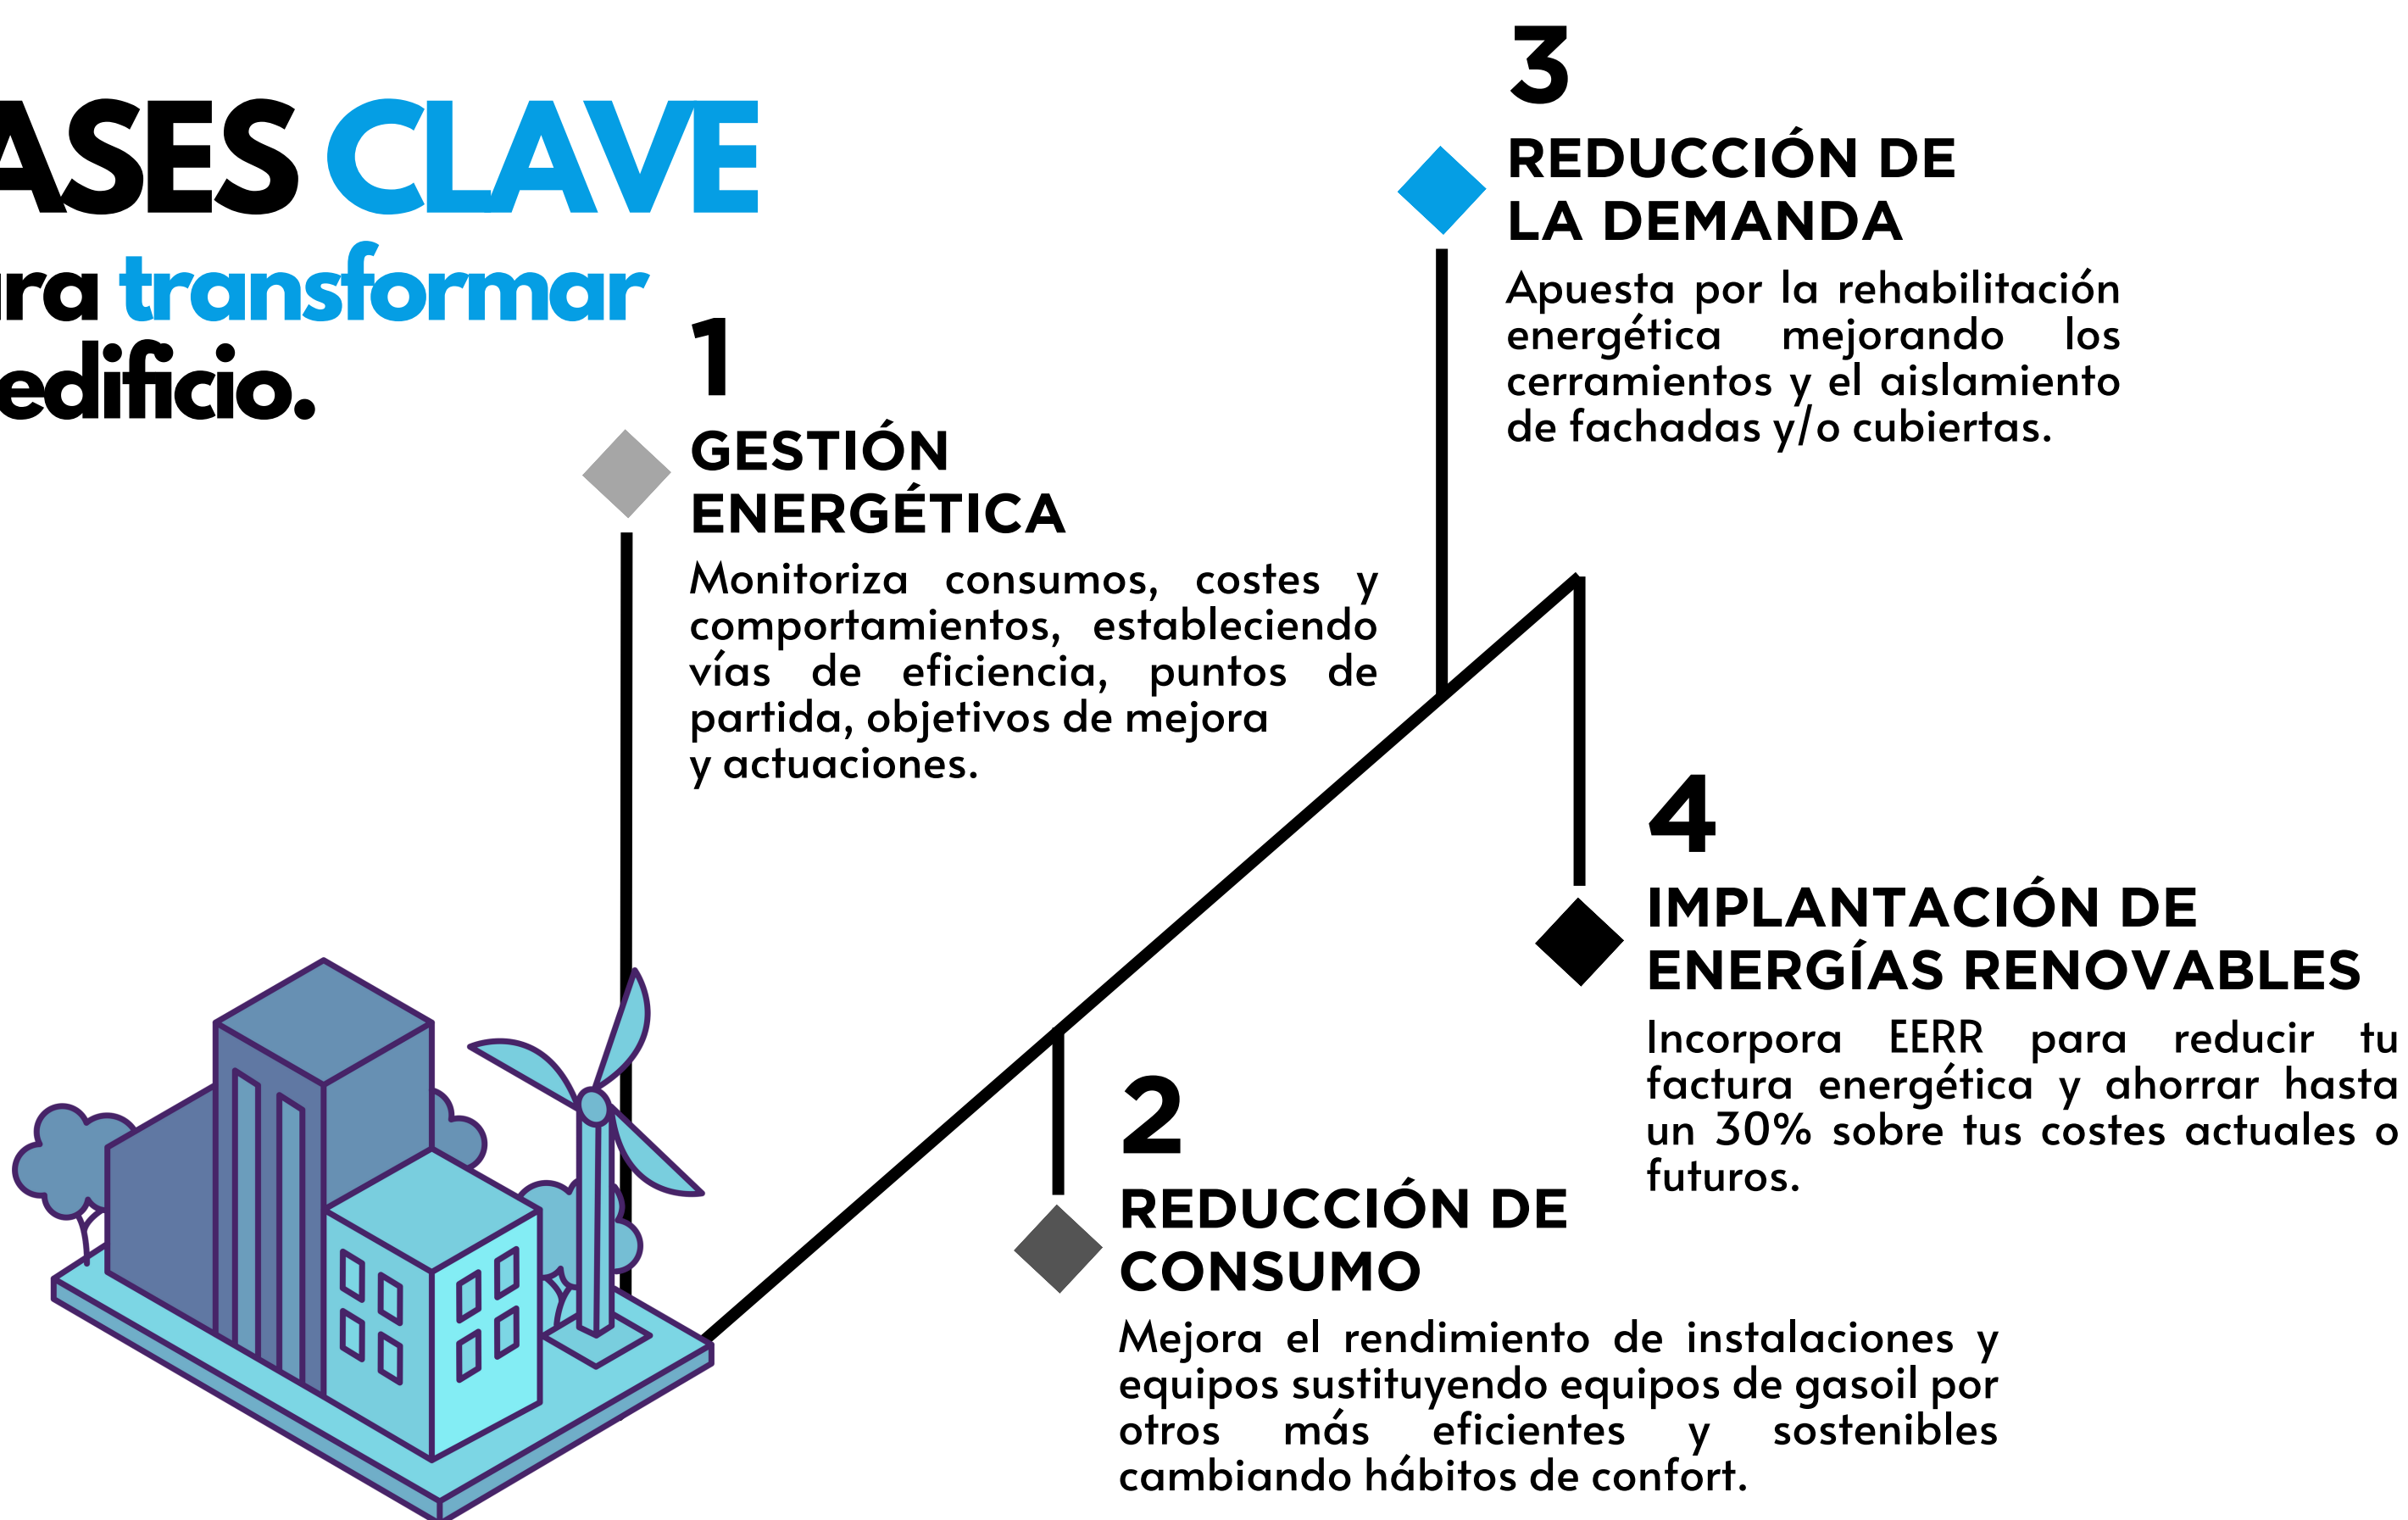 ASES CLAVE
ra transformar
edificio.
1
GESTIÓN
ENERGÉTICA
Monitoriza consumos, costes y
comportamientos, estableciendo
vías de eficiencia, puntos de
partida, objetivos de mejora
y actuaciones.
2
REDUCCIÓN DE
CONSUMO
Mejora el rendimiento de instalaciones y
equipos sustituyendo equipos de gasoil por
otros más eficientes y sostenibles
cambiando hábitos de confort.
3
REDUCCIÓN DE
LA DEMANDA
Apuesta por la rehabilitación
energética mejorando los
cerramientos y el aislamiento
de fachadas y/o cubiertas.
4
IMPLANTACIÓN DE
ENERGÍAS RENOVABLES
Incorpora EERR para reducir tu
factura energética y ahorrar hasta
un 30% sobre tus costes actuales o
futuros.